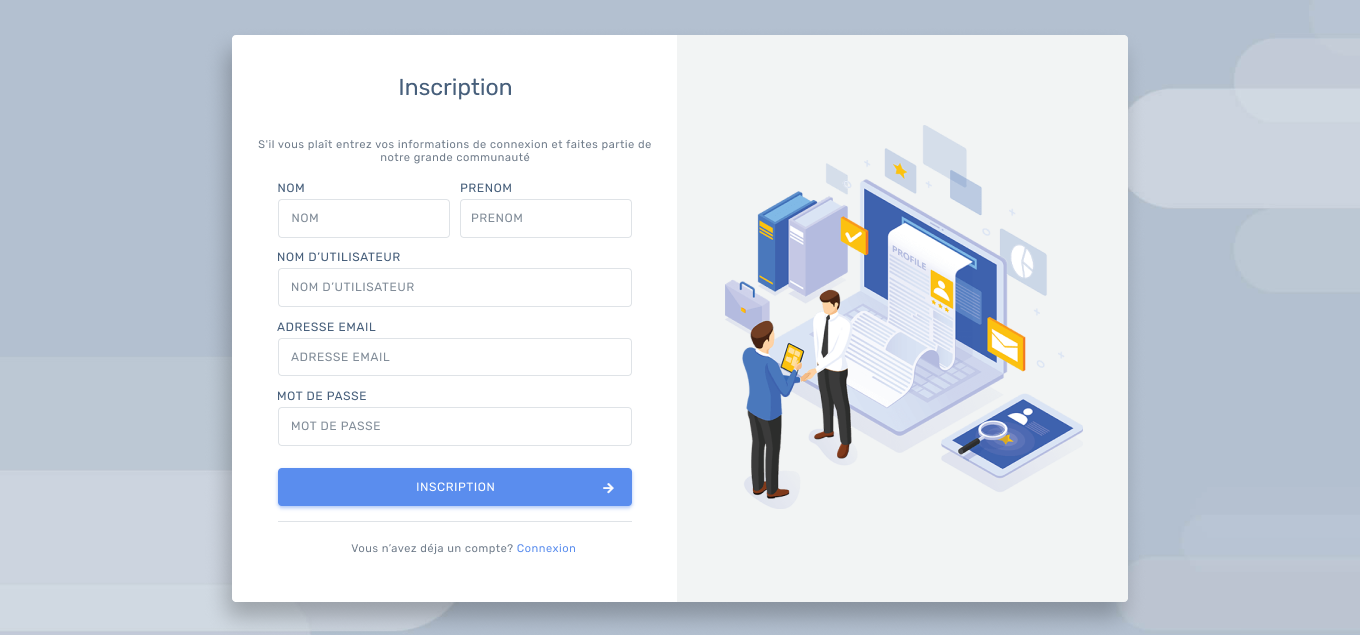 Inscription
S'il vous plaît entrez vos informations de connexion et faites partie de
notre grande communauté
NOM
PRENOM
NOM
PRENOM
NOM D'UTILISATEUR
NOM D'UTILISATEUR
ADRESSE EMAIL
ADRESSE EMAIL
MOT DE PASSE
MOT DE PASSE
INSCRIPTION
Vous n'avez déja un compte? Connexion
PROFILE